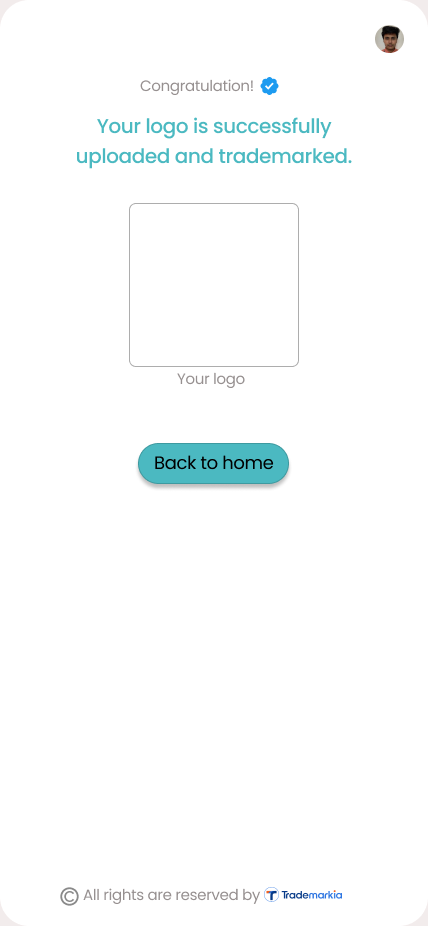 Congratulation!
Your logo is successfully
uploaded and trademarked.
Your logo
Back to home
© All rights are reserved by Trademarkia